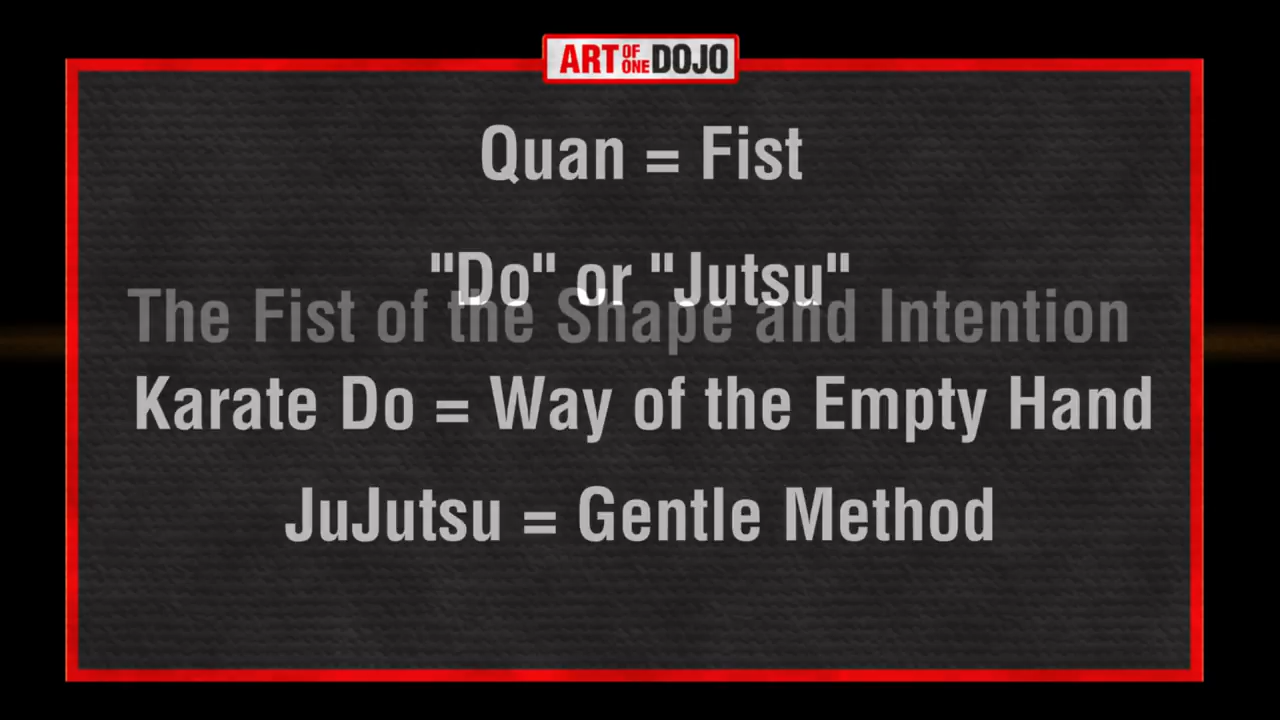 ART OF ONE DOJO
Quan = Fist
"Do" or "Jutsu"
The Fist of the Shape and Intention
Karate Do = Way of the Empty Hand
JuJutsu = Gentle Method